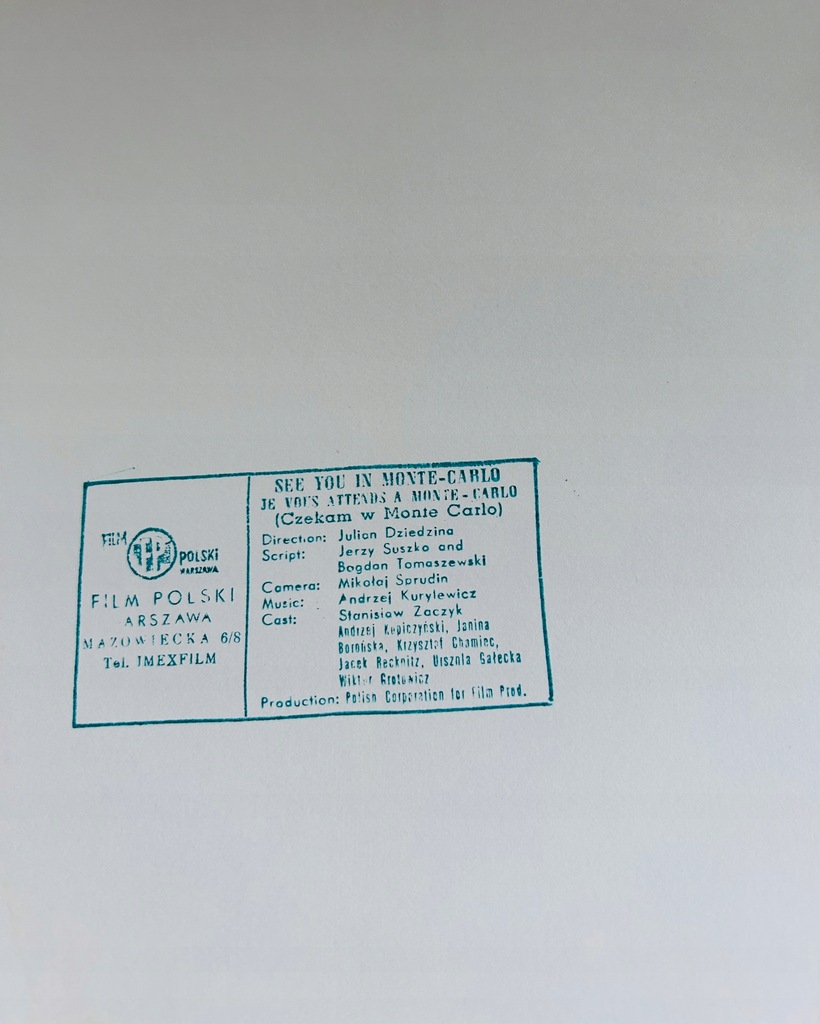 FILM FP POLSKI
WARSZAWA
FILM POLSKI
ARSZAWA
MAZOWIECKA 6/8
Tel. IMEXFILM
SEE YOU IN MONTE-CARLO
JE VOUS ATTENDS A MONTE-CARLO
(Czekam w Monte Carlo)
Direction: Julian Dziedzina
Script: Jerzy Suszko and
Bogdan Tomaszewski
Camera: Mikołaj Sprudin
Music: Andrzej Kurylewicz
Cast: Stanisław Zaczyk
Andrzej Kopiczyński, Janina
Borońska, Krzysztof Chamiec,
Jacek Recknitz, Urszula Gałecka
Wiktor Grotowicz
Production: Polish Corporation for Film Prod.